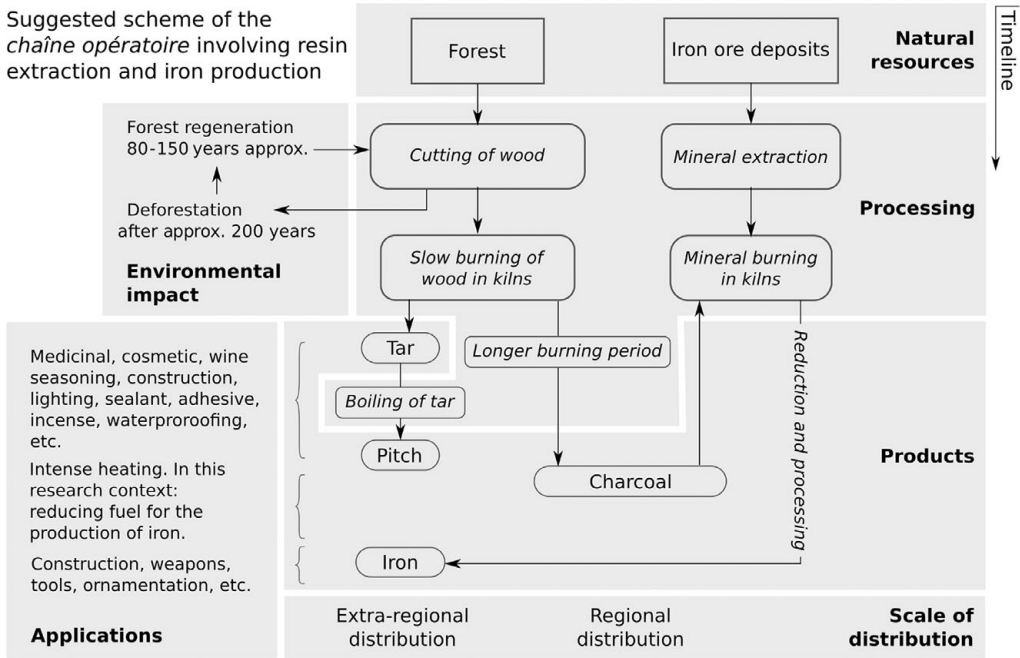 Suggested scheme of the
chaîne opératoire involving resin
extraction and iron production
Forest
Iron ore deposits
Natural
resources
Timeline
Forest regeneration
80-150 years approx.
Cutting of wood
Mineral extraction
Deforestation
after approx. 200 years
Processing
Environmental
impact
Slow burning of
wood in kilns
Mineral burning
in kilns
Tar
Longer burning period
Reduction and processing
Boiling of tar
Pitch
Charcoal
Products
Iron
Medicinal, cosmetic, wine
seasoning, construction,
lighting, sealant, adhesive,
incense, waterproroofing,
etc.
Intense heating. In this
research context:
reducing fuel for the
production of iron.
Construction, weapons,
tools, ornamentation, etc.
Applications
Extra-regional
distribution
Regional
distribution
Scale of
distribution